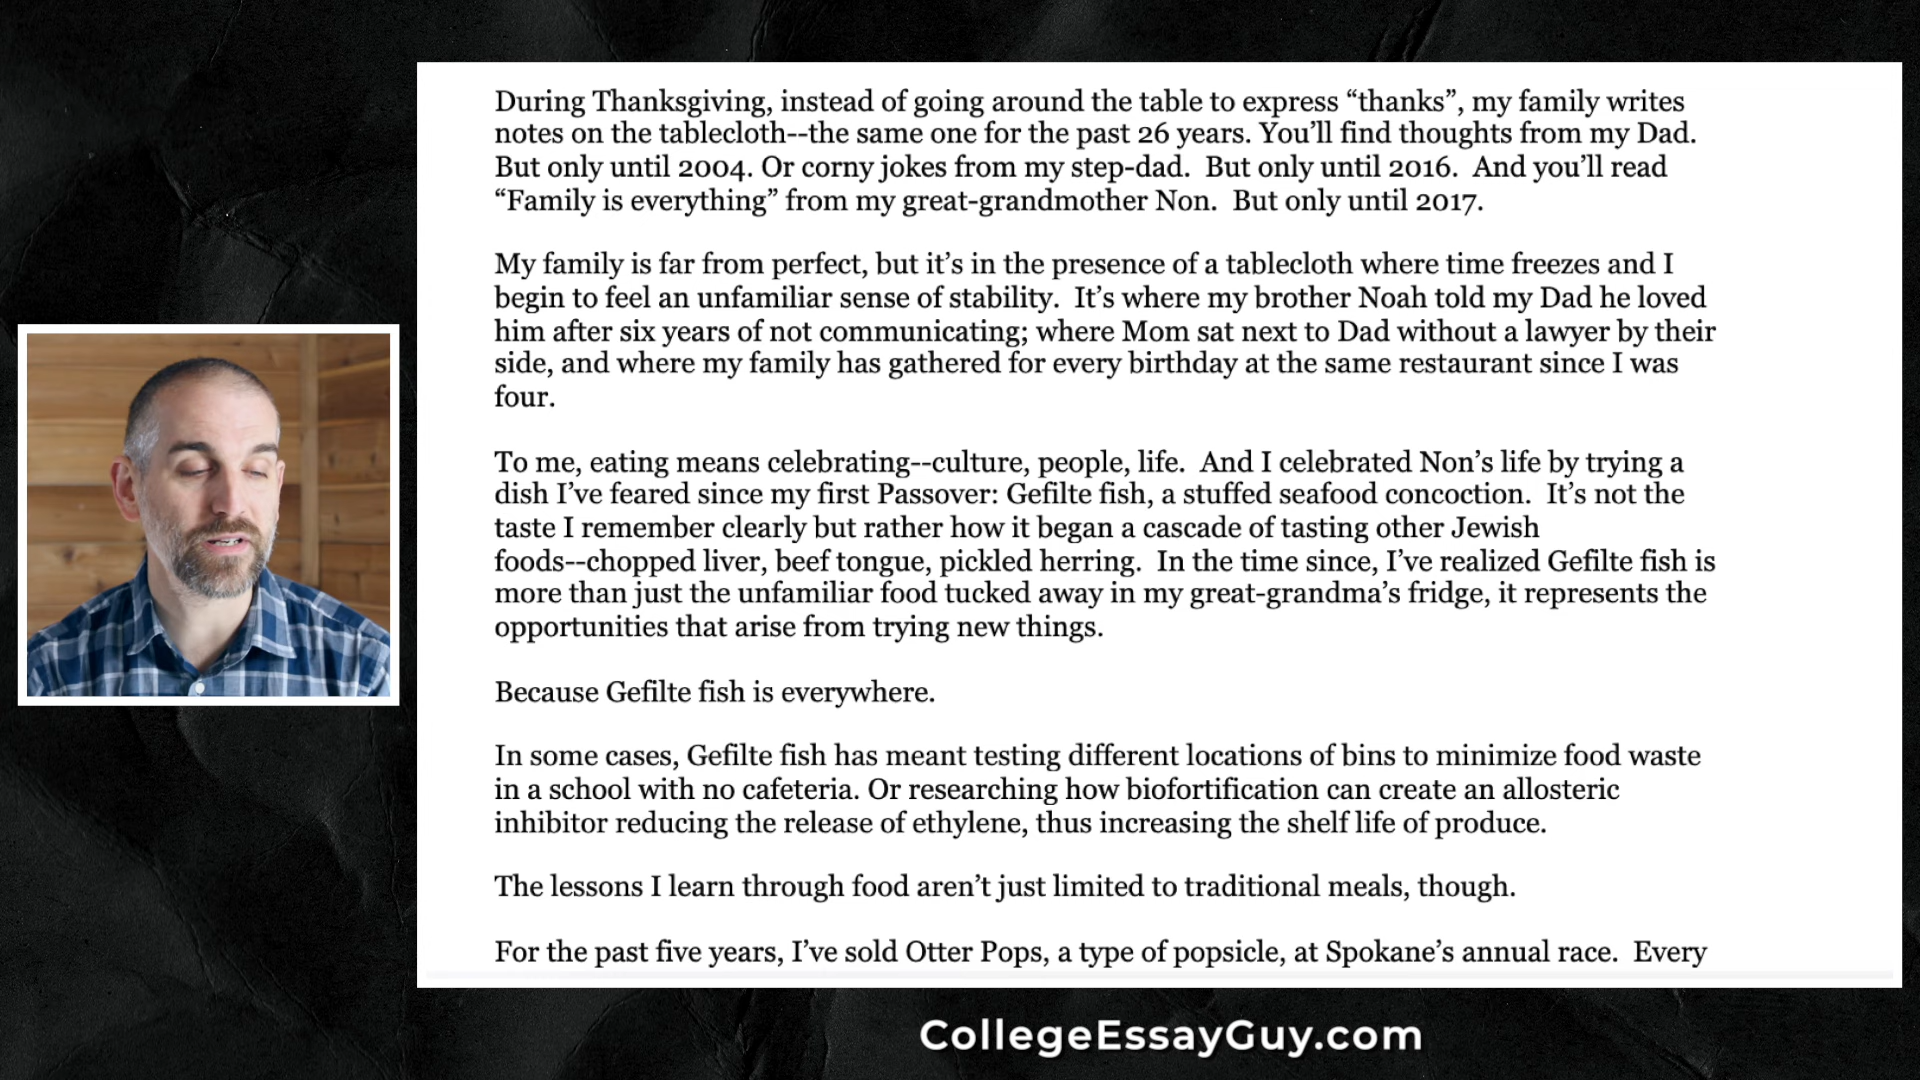 During Thanksgiving, instead of going around the table to express “thanks”, my family writes
notes on the tablecloth--the same one for the past 26 years. You’ll find thoughts from my Dad.
But only until 2004. Or corny jokes from my step-dad.  But only until 2016.  And you’ll read
“Family is everything” from my great-grandmother Non.  But only until 2017.
My family is far from perfect, but it’s in the presence of a tablecloth where time freezes and I
begin to feel an unfamiliar sense of stability.  It’s where my brother Noah told my Dad he loved
him after six years of not communicating; where Mom sat next to Dad without a lawyer by their
side, and where my family has gathered for every birthday at the same restaurant since I was
four.
To me, eating means celebrating--culture, people, life.  And I celebrated Non’s life by trying a
dish I’ve feared since my first Passover: Gefilte fish, a stuffed seafood concoction.  It’s not the
taste I remember clearly but rather how it began a cascade of tasting other Jewish
foods--chopped liver, beef tongue, pickled herring.  In the time since, I’ve realized Gefilte fish is
more than just the unfamiliar food tucked away in my great-grandma’s fridge, it represents the
opportunities that arise from trying new things.
Because Gefilte fish is everywhere.
In some cases, Gefilte fish has meant testing different locations of bins to minimize food waste
in a school with no cafeteria. Or researching how biofortification can create an allosteric
inhibitor reducing the release of ethylene, thus increasing the shelf life of produce.
The lessons I learn through food aren’t just limited to traditional meals, though.
For the past five years, I’ve sold Otter Pops, a type of popsicle, at Spokane’s annual race.  Every
CollegeEssayGuy.com